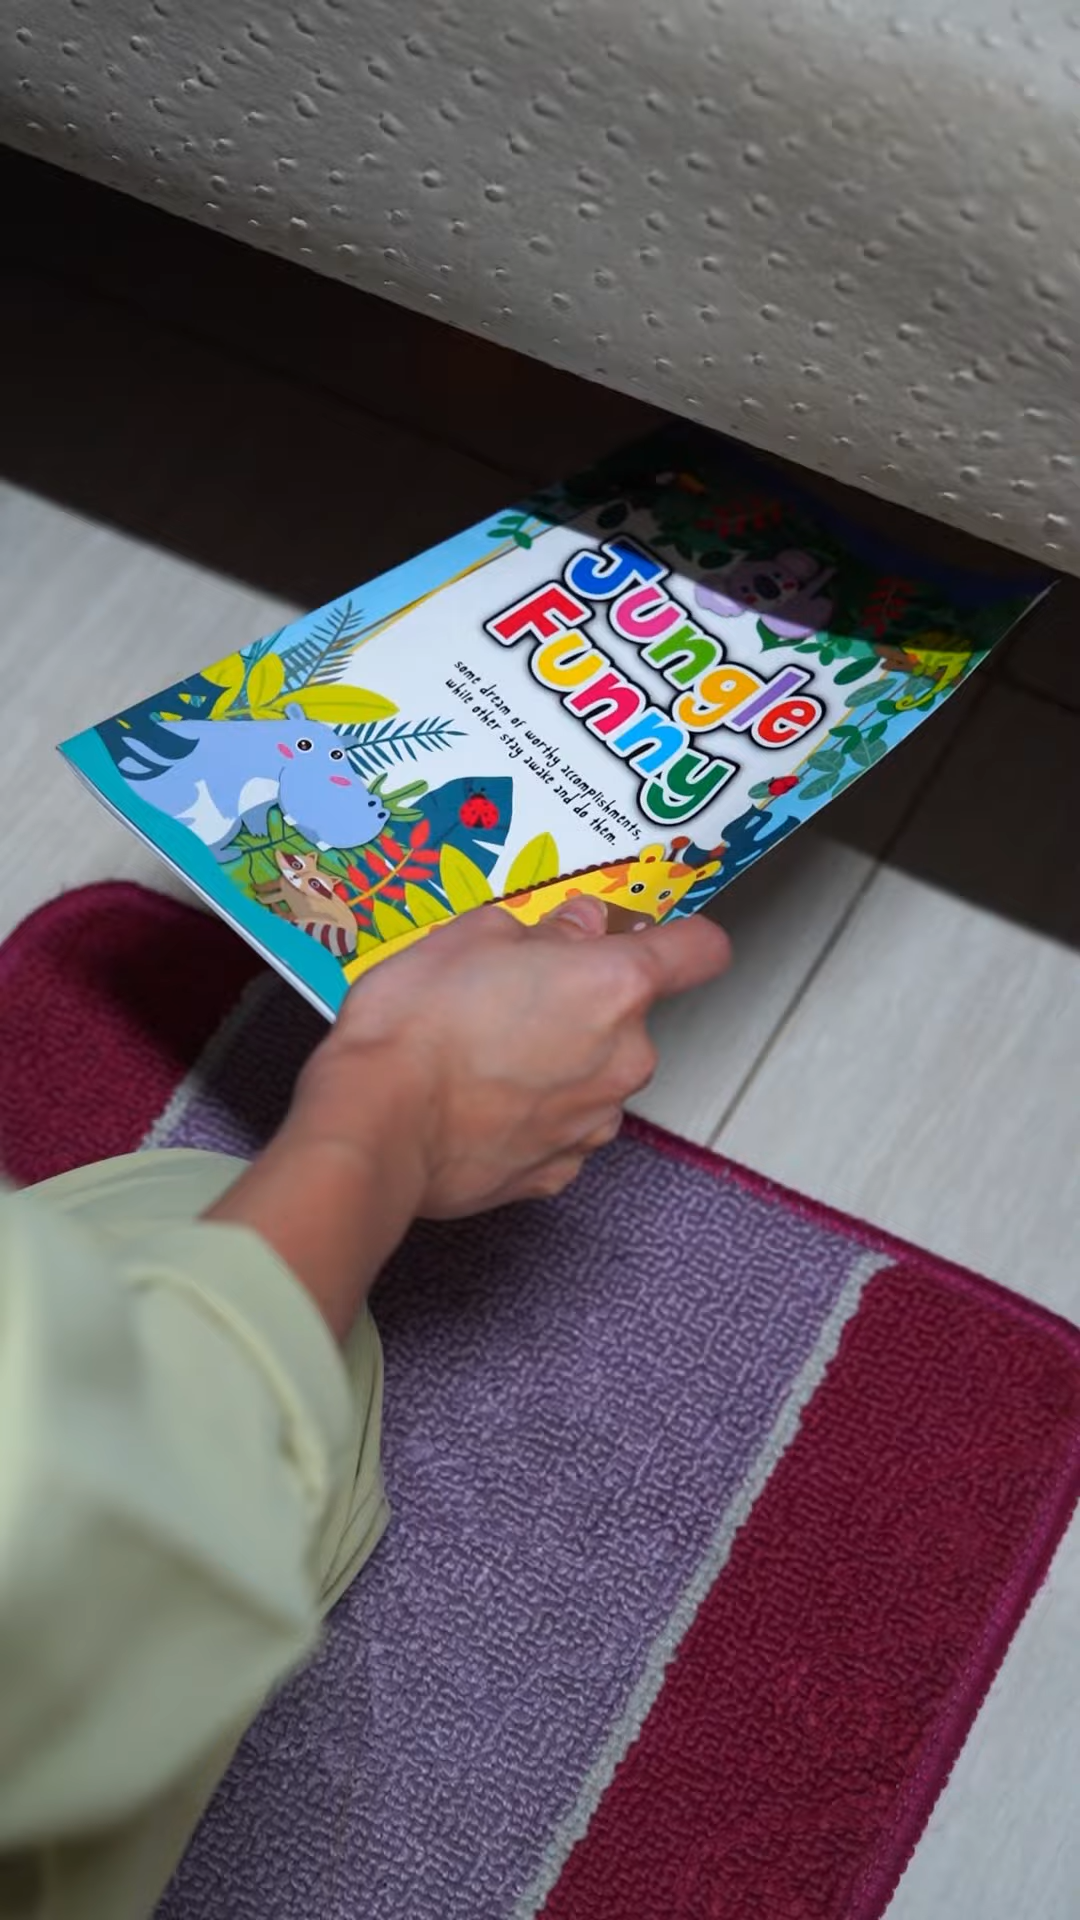 Jungle
Funny
some dream of worthy accomplishments,
while other stay awake and do them.